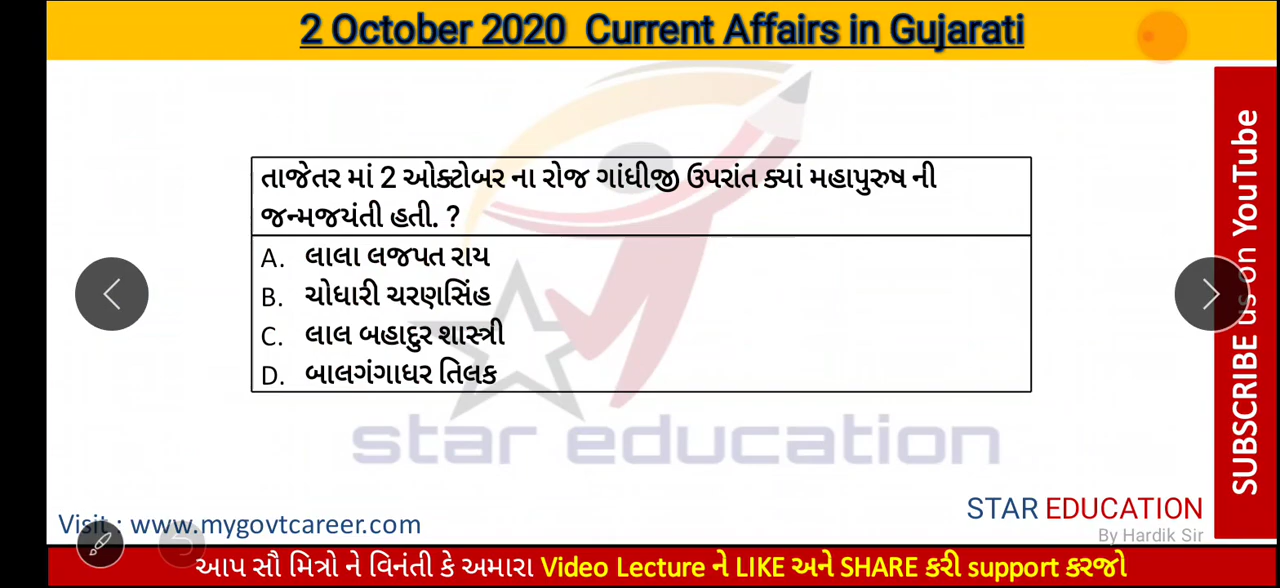 2 October 2020 Current Affairs in Gujarati
તાજેતર માં 2 ઓક્ટોબર ના રોજ ગાંધીજી ઉપરાંત ક્યાં મહાપુરુષ ની
જન્મજયંતી હતી. ?
A. લાલા લજપત રાય
B. ચોધારી ચરણસિંહ
C. લાલ બહાદુર શાસ્ત્રી
D. બાલગંગાધર તિલક
star education
STAR EDUCATION
By Hardik Sir
Visit : www.mygovtcareer.com
આપ સૌ મિત્રો ને વિનંતી કે અમારા Video Lecture ને LIKE અને SHARE કરી support કરજો
SUBSCRIBE us on YouTube